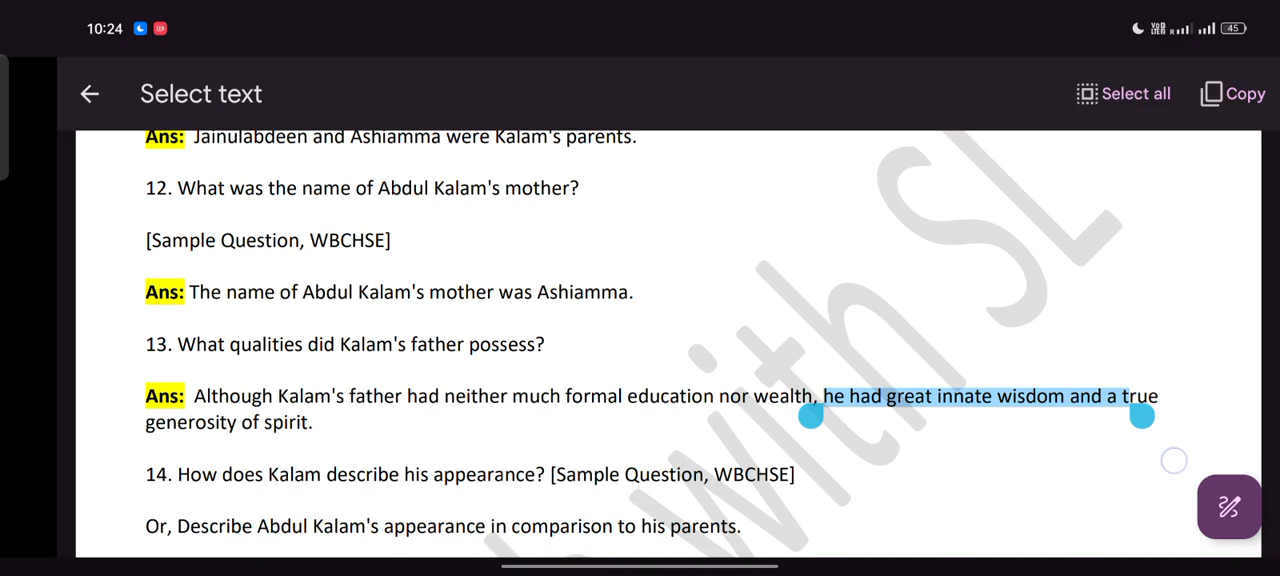 10:24
45
Select text
Select all
Copy
Ans: Jainulabdeen and Ashiamma were Kalam's parents.
12. What was the name of Abdul Kalam's mother?
[Sample Question, WBCHSE]
Ans: The name of Abdul Kalam's mother was Ashiamma.
13. What qualities did Kalam's father possess?
Ans: Although Kalam's father had neither much formal education nor wealth, he had great innate wisdom and a true
generosity of spirit.
14. How does Kalam describe his appearance? [Sample Question, WBCHSE]
Or, Describe Abdul Kalam's appearance in comparison to his parents.
with SL